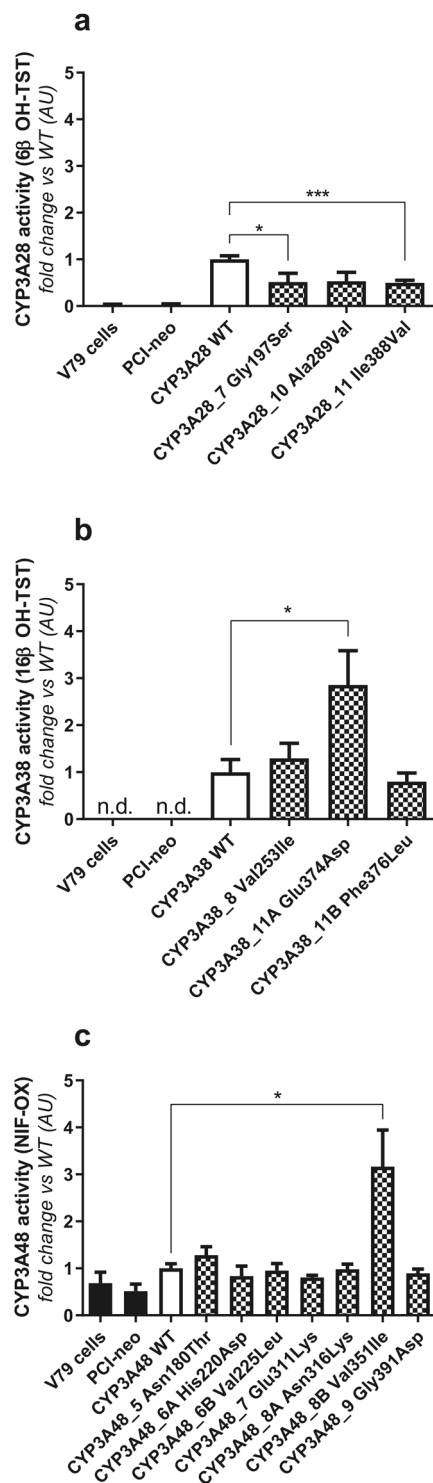 a
CYP3A28 activity (6β OH-TST)
fold change vs WT (AU)
5
4
3
2
1
0
*
***
V79 cells
PCI-neo
CYP3A28 WT
CYP3A28_7 Gly197Ser
CYP3A28_10 Ala289Val
CYP3A28_11 Ile388Val
b
CYP3A38 activity (16β OH-TST)
fold change vs WT (AU)
5
4
3
2
1
0
n.d.
n.d.
*
V79 cells
PCI-neo
CYP3A38 WT
CYP3A38_8 Val253Ile
CYP3A38_11A Glu374Asp
CYP3A38_11B Phe376Leu
c
CYP3A48 activity (NIF-OX)
fold change vs WT (AU)
5
4
3
2
1
0
*
V79 cells
PCI-neo
CYP3A48 WT
CYP3A48_5 Asn180Thr
CYP3A48_6A His220Asp
CYP3A48_6B Val225Leu
CYP3A48_7 Glu311Lys
CYP3A48_8A Asn316Lys
CYP3A48_8B Val351Ile
CYP3A48_9 Gly391Asp